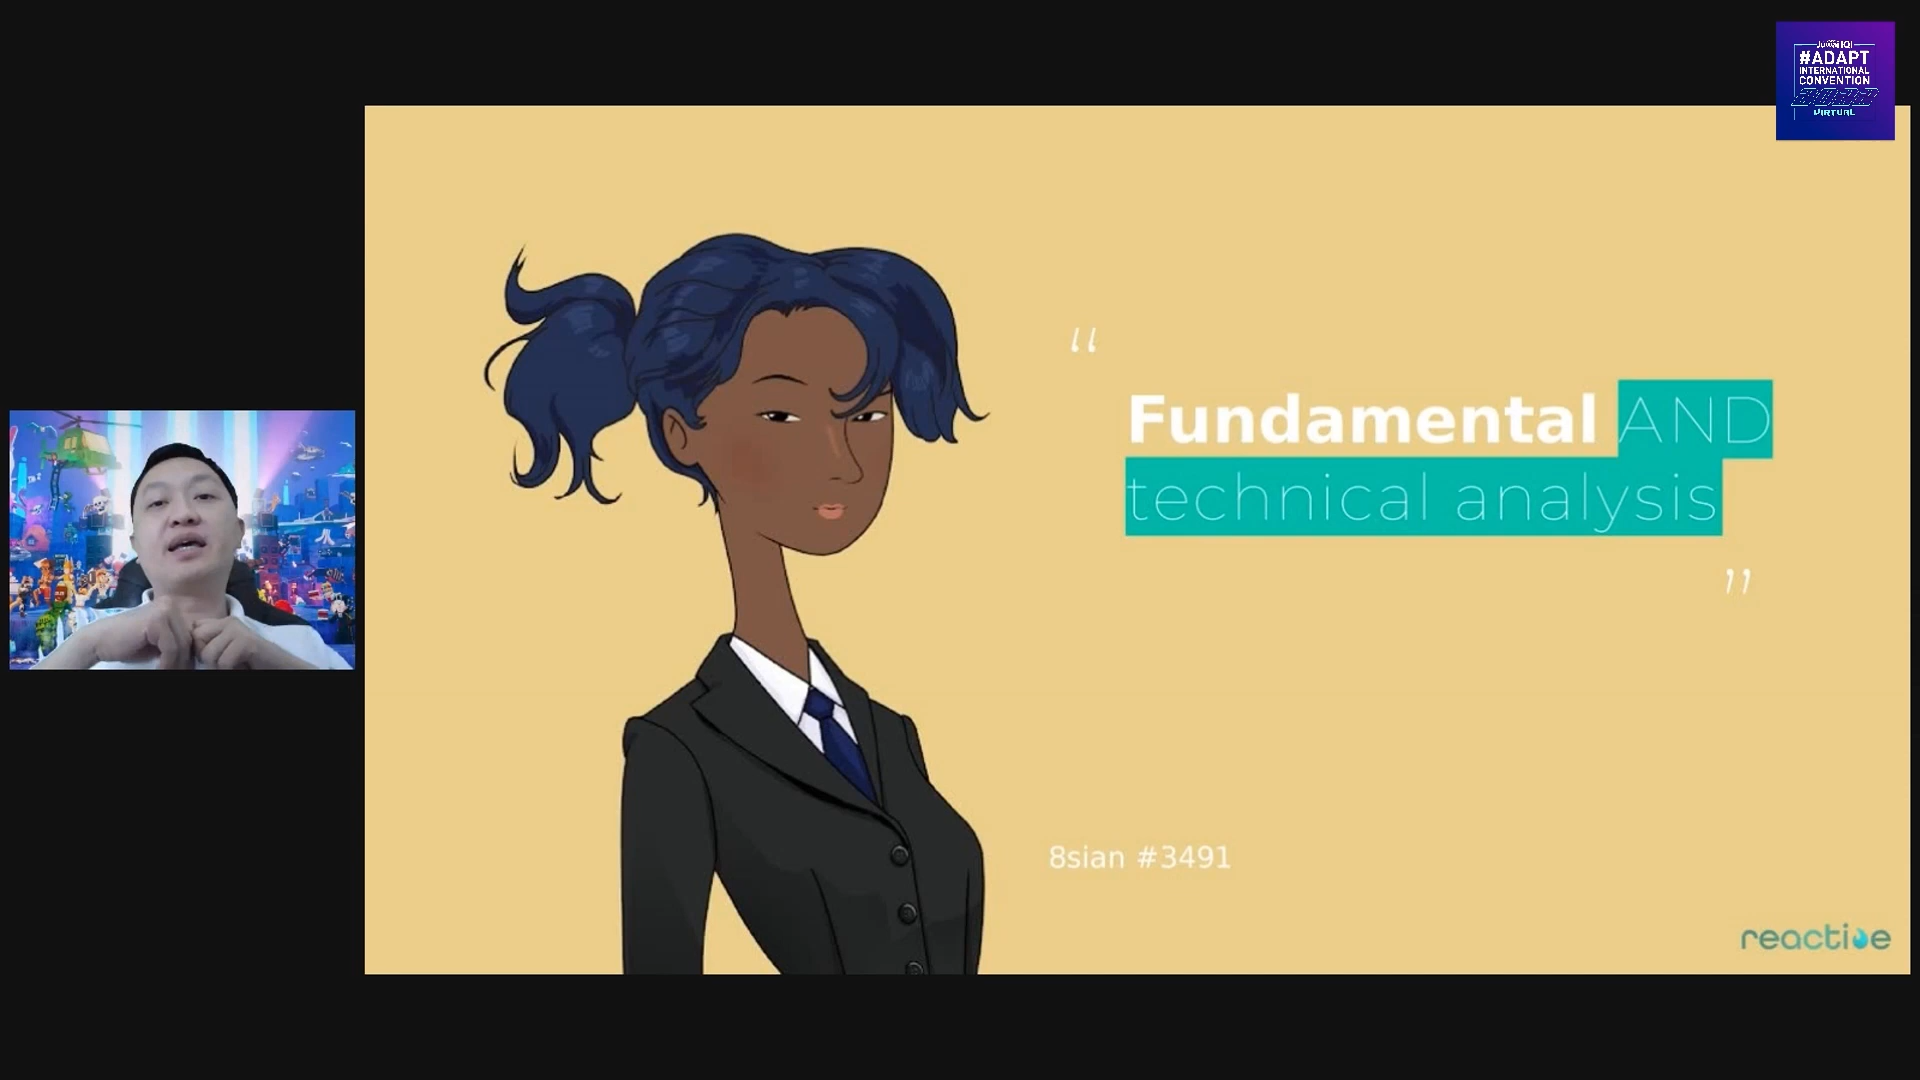 #ADAPT
INTERNATIONAL
CONVENTION
VIRTUAL
“
Fundamental AND
technical analysis
”
8sian #3491
reactive